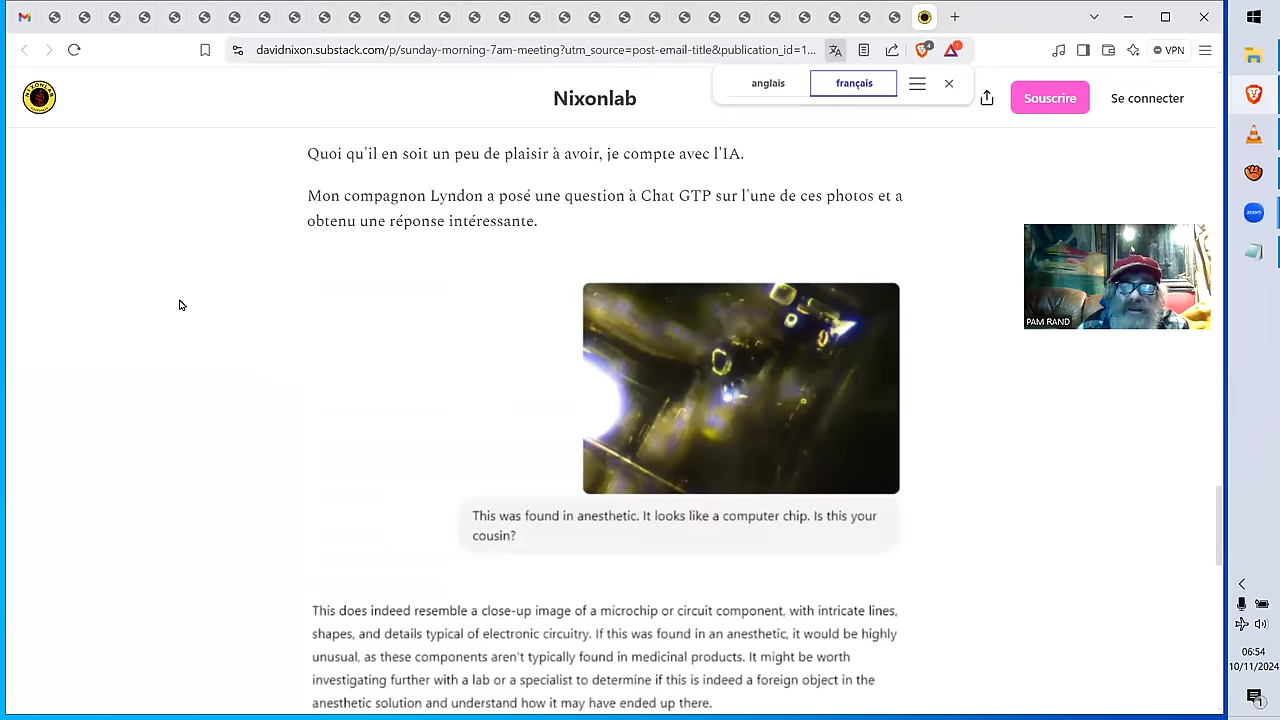 davidnixon.substack.com/p/sunday-morning-7am-meeting?utm_source=post-email-title&publication_id=1...
4
1
VPN
anglais
français
Nixonlab
Souscrire
Se connecter
Quoi qu'il en soit un peu de plaisir à avoir, je compte avec l'IA.
Mon compagnon Lyndon a posé une question à Chat GTP sur l'une de ces photos et a
obtenu une réponse intéressante.
PAM RAND
This was found in anesthetic. It looks like a computer chip. Is this your
cousin?
This does indeed resemble a close-up image of a microchip or circuit component, with intricate lines,
shapes, and details typical of electronic circuitry. If this was found in an anesthetic, it would be highly
unusual, as these components aren't typically found in medicinal products. It might be worth
investigating further with a lab or a specialist to determine if this is indeed a foreign object in the
anesthetic solution and understand how it may have ended up there.
zoom
06:54
10/11/2024
1